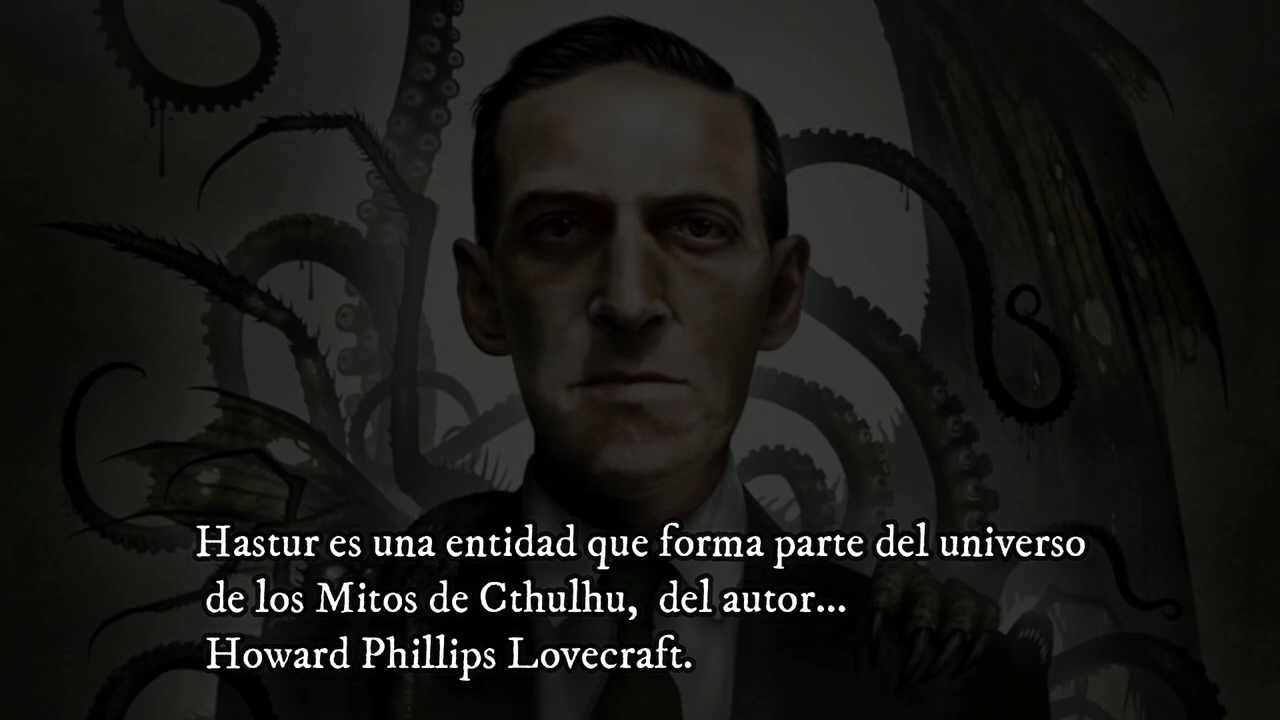 Hastur es una entidad que forma parte del universo
de los Mitos de Cthulhu, del autor...
Howard Phillips Lovecraft.